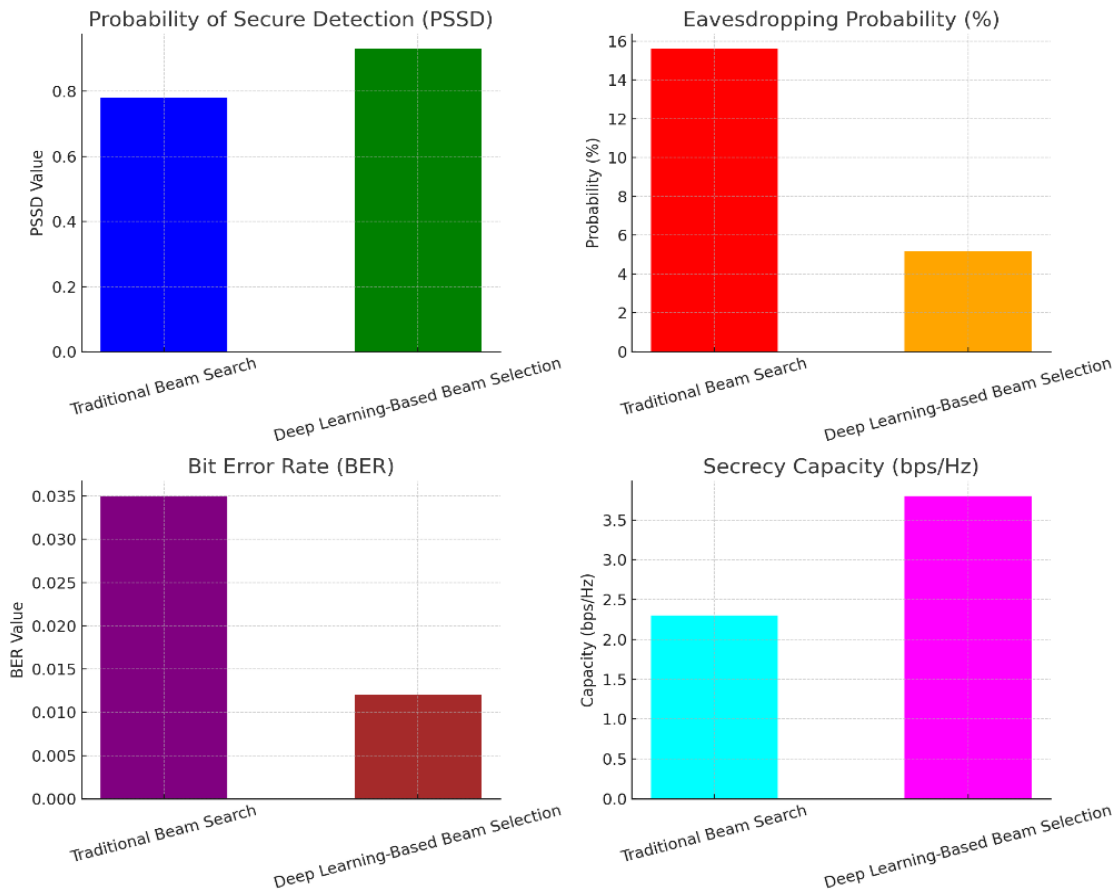 Probability of Secure Detection (PSSD)
PSSD Value
0.8
0.6
0.4
0.2
0.0
Traditional Beam Search
Deep Learning-Based Beam Selection
Eavesdropping Probability (%)
Probability (%)
16
14
12
10
8
6
4
2
0
Traditional Beam Search
Deep Learning-Based Beam Selection
Bit Error Rate (BER)
BER Value
0.035
0.030
0.025
0.020
0.015
0.010
0.005
0.000
Traditional Beam Search
Deep Learning-Based Beam Selection
Secrecy Capacity (bps/Hz)
Capacity (bps/Hz)
3.5
3.0
2.5
2.0
1.5
1.0
0.5
0.0
Traditional Beam Search
Deep Learning-Based Beam Selection